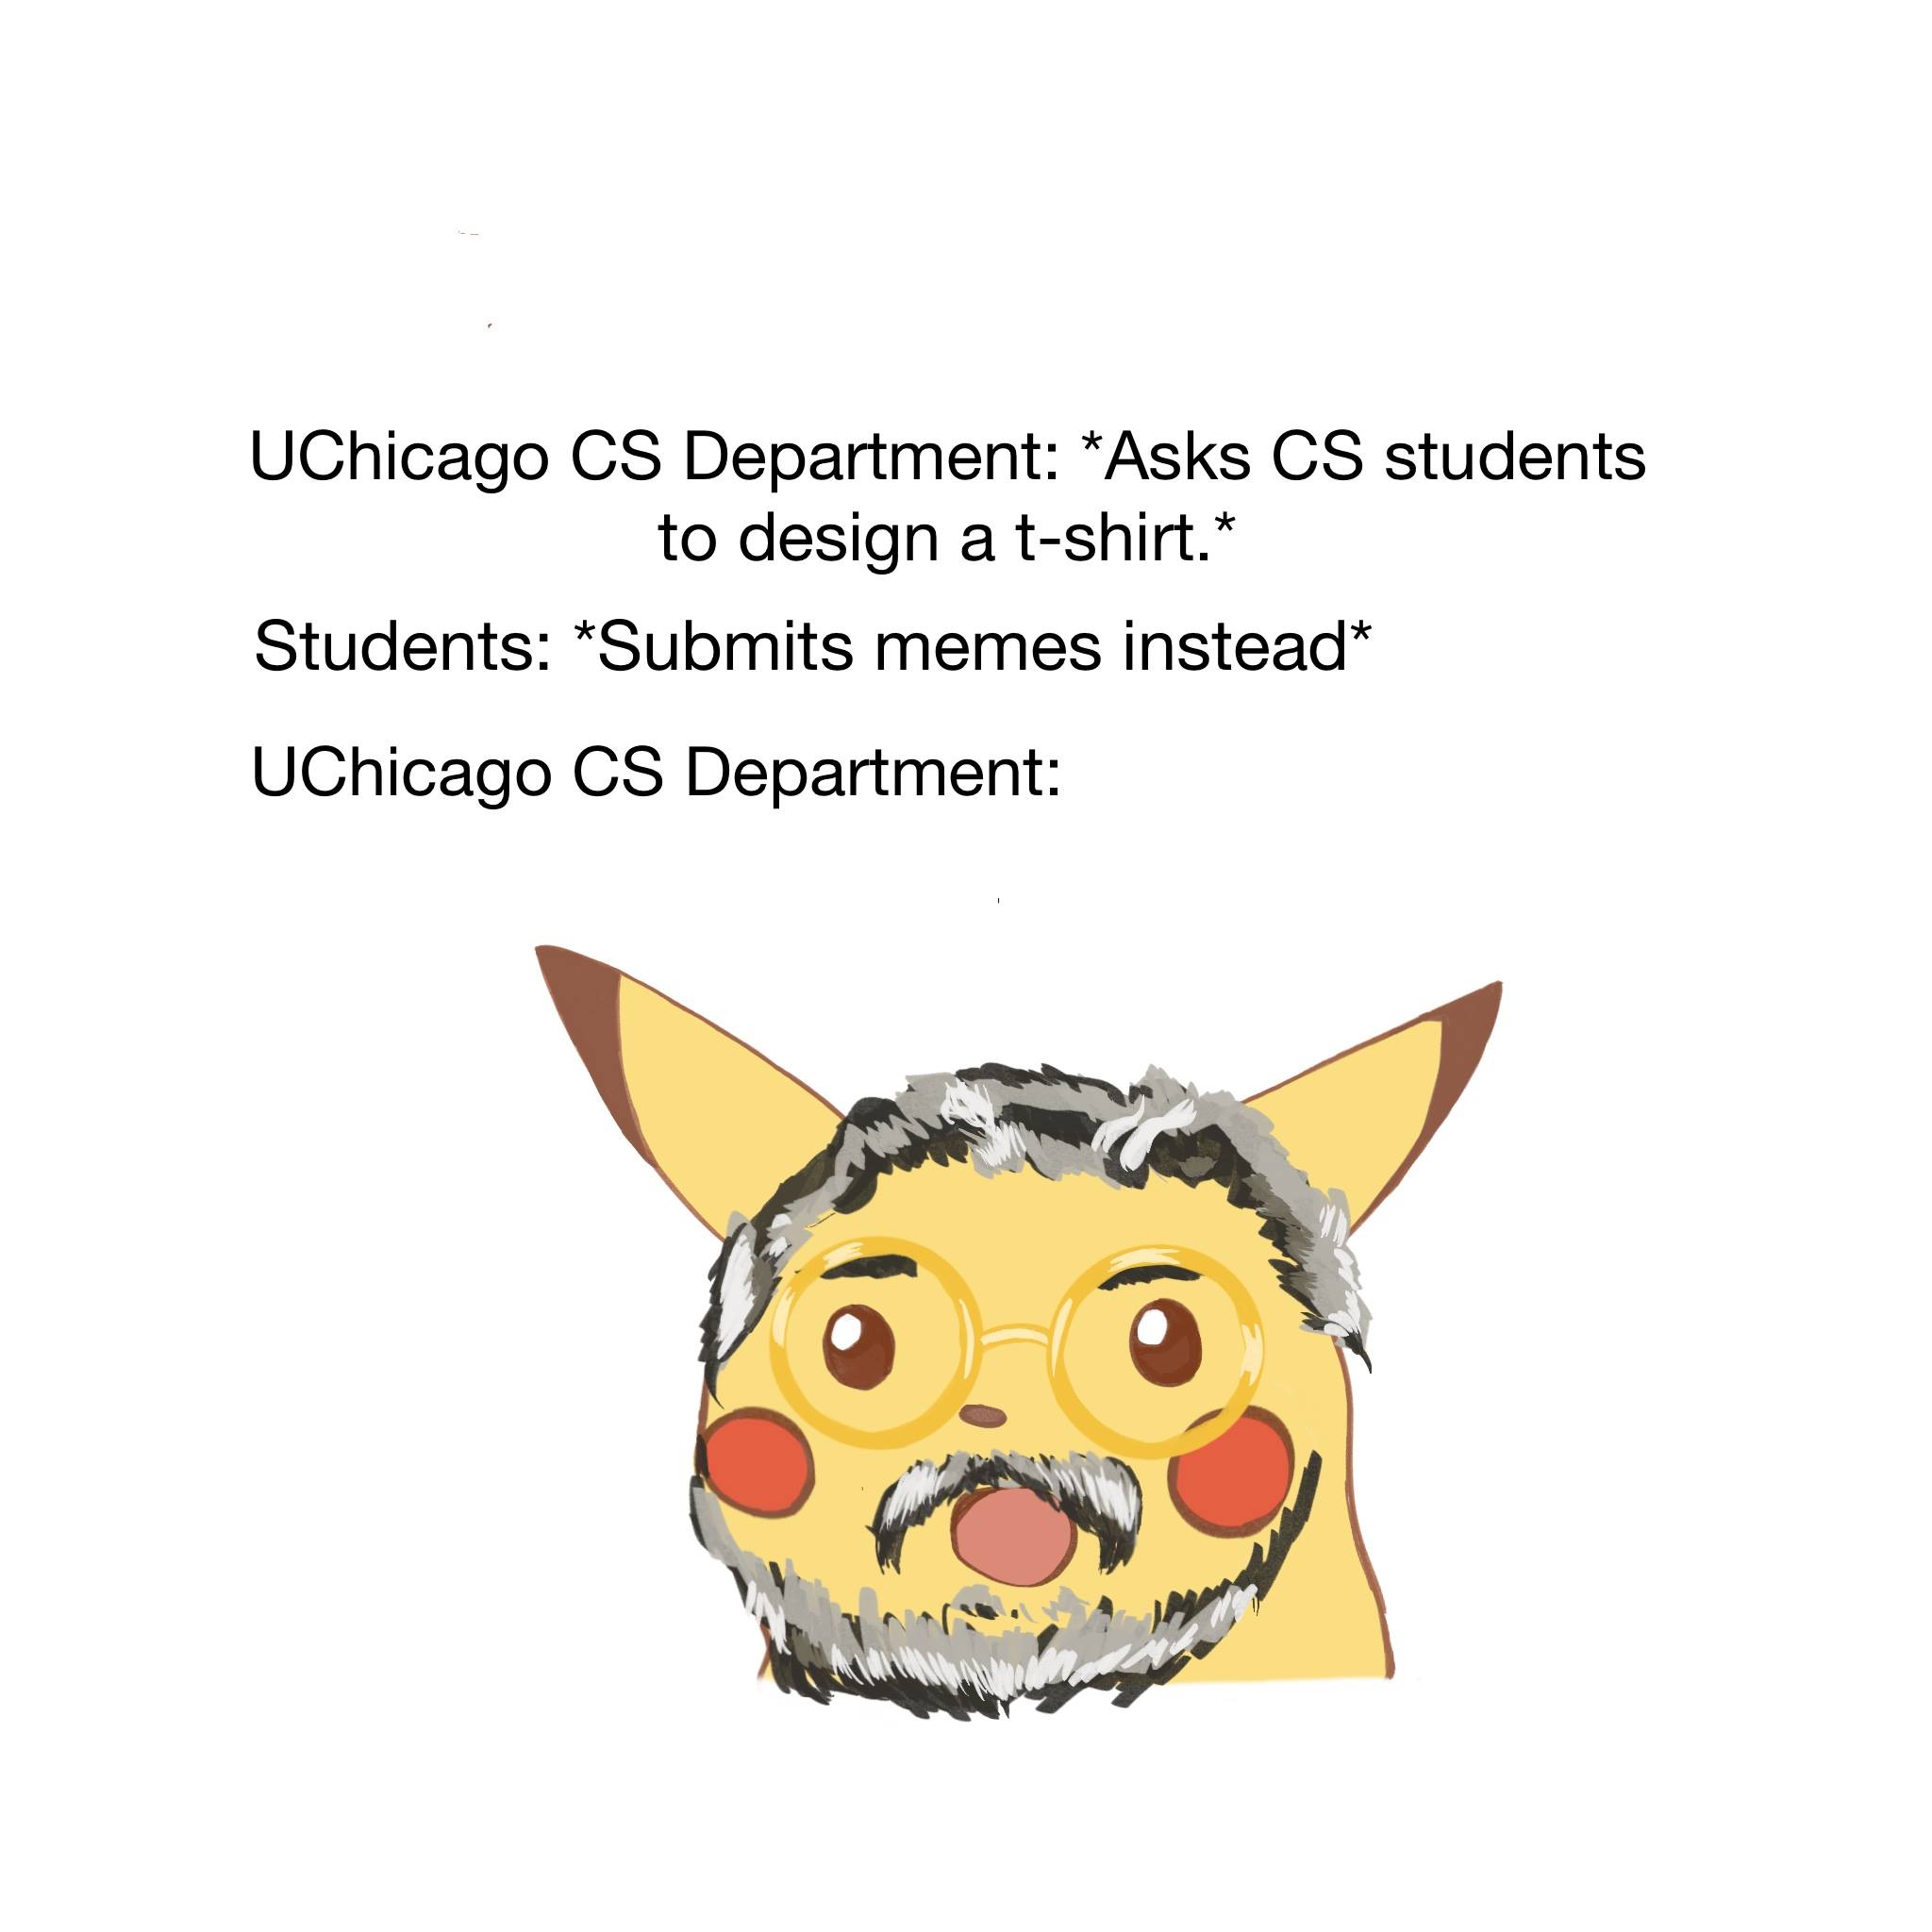 UChicago CS Department: *Asks CS students
to design a t-shirt.*
Students: *Submits memes instead*
UChicago CS Department: